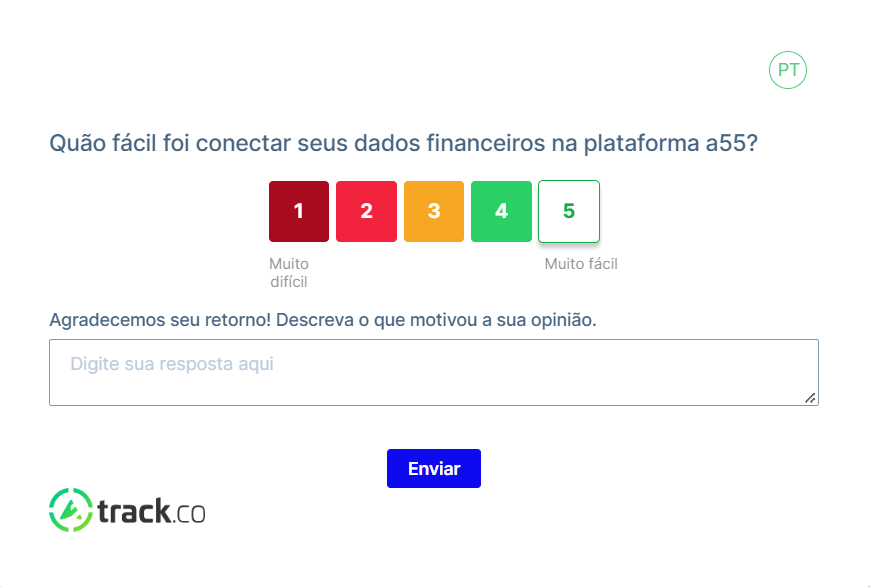 PT
Quão fácil foi conectar seus dados financeiros na plataforma a55?
1 2 3 4 5
Muito Muito fácil
difícil
Agradecemos seu retorno! Descreva o que motivou a sua opinião.
Digite sua resposta aqui
Enviar
track.co